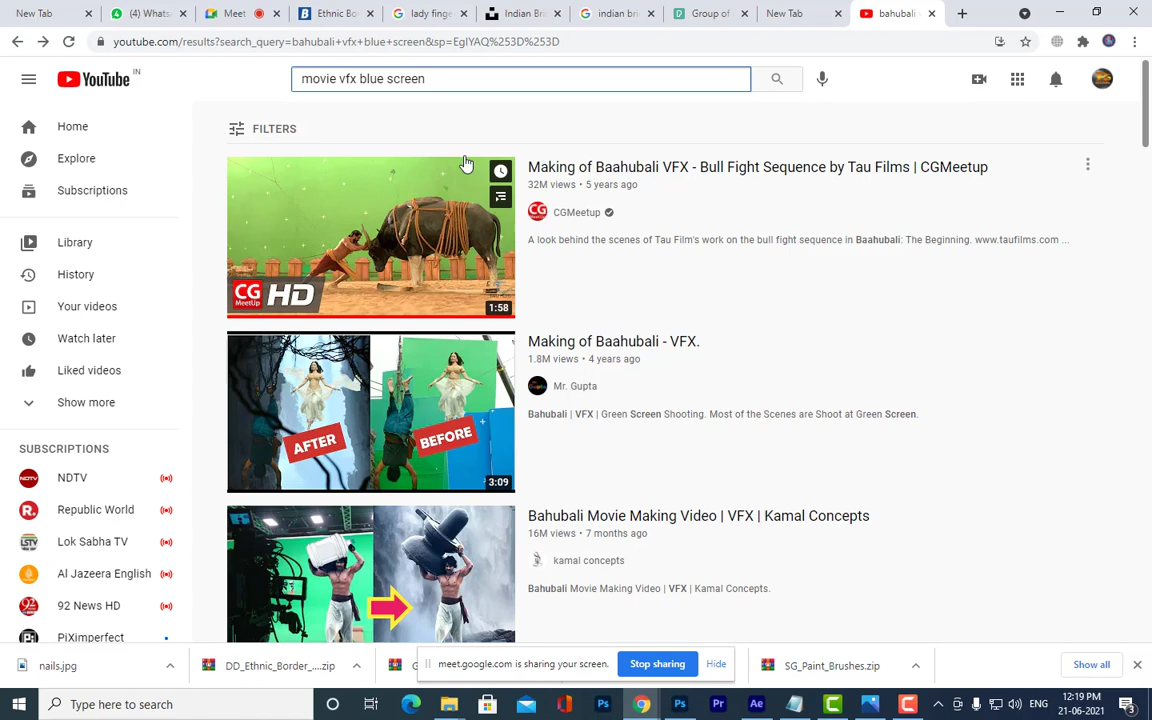 New Tab
(4) Whats
Meet
Ethnic Bo
lady finge
Indian Bri
indian bri
Group of
New Tab
bahubali
youtube.com/results?search_query=bahubali+vfx+blue+screen&sp=EgIYAQ%253D%253D
YouTube IN
movie vfx blue screen
FILTERS
Home
Explore
Subscriptions
Library
History
Your videos
Watch later
Liked videos
Show more
SUBSCRIPTIONS
NDTV
Republic World
Lok Sabha TV
Al Jazeera English
92 News HD
PiXimperfect
CG MeetUp HD
1:58
Making of Baahubali VFX - Bull Fight Sequence by Tau Films | CGMeetup
32M views • 5 years ago
CGMeetup
A look behind the scenes of Tau Film's work on the bull fight sequence in Baahubali: The Beginning. www.taufilms.com ...
AFTER
BEFORE
3:09
Making of Baahubali - VFX.
1.8M views • 4 years ago
Mr. Gupta
Bahubali | VFX | Green Screen Shooting. Most of the Scenes are Shoot at Green Screen.
Bahubali Movie Making Video | VFX | Kamal Concepts
16M views • 7 months ago
kamal concepts
Bahubali Movie Making Video | VFX | Kamal Concepts.
nails.jpg
DD_Ethnic_Border_....zip
meet.google.com is sharing your screen.
Stop sharing
Hide
SG_Paint_Brushes.zip
Show all
Type here to search
Ps
Ps
Pr
Ae
ENG
12:19 PM
21-06-2021
3